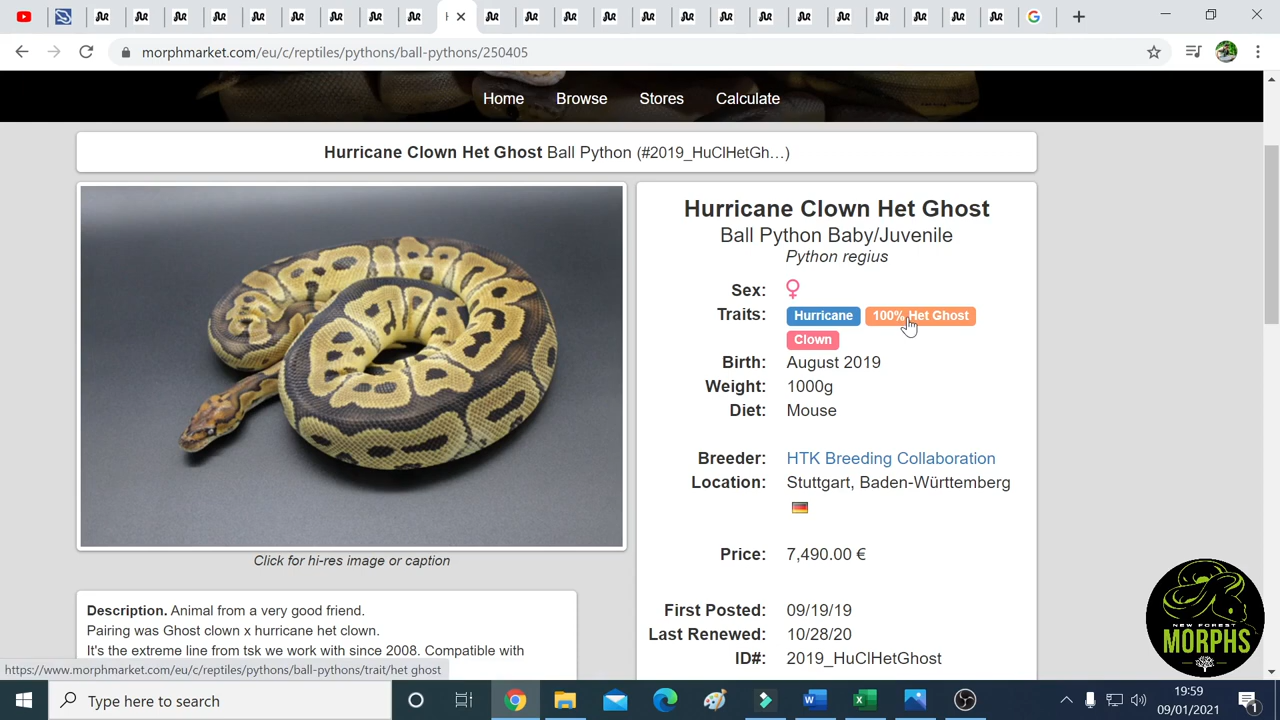 morphmarket.com/eu/c/reptiles/pythons/ball-pythons/250405
Home Browse Stores Calculate
Hurricane Clown Het Ghost Ball Python (#2019_HuClHetGh…)
Hurricane Clown Het Ghost
Ball Python Baby/Juvenile
Python regius
Sex: ♀
Traits: Hurricane 100% Het Ghost
Clown
Birth: August 2019
Weight: 1000g
Diet: Mouse
Breeder: HTK Breeding Collaboration
Location: Stuttgart, Baden-Württemberg
Price: 7,490.00 €
First Posted: 09/19/19
Last Renewed: 10/28/20
ID#: 2019_HuClHetGhost
Click for hi-res image or caption
Description. Animal from a very good friend.
Pairing was Ghost clown x hurricane het clown.
It's the extreme line from tsk we work with since 2008. Compatible with
https://www.morphmarket.com/eu/c/reptiles/pythons/ball-pythons/trait/het ghost
NEW FOREST
MORPHS
Type here to search
19:59
09/01/2021
1